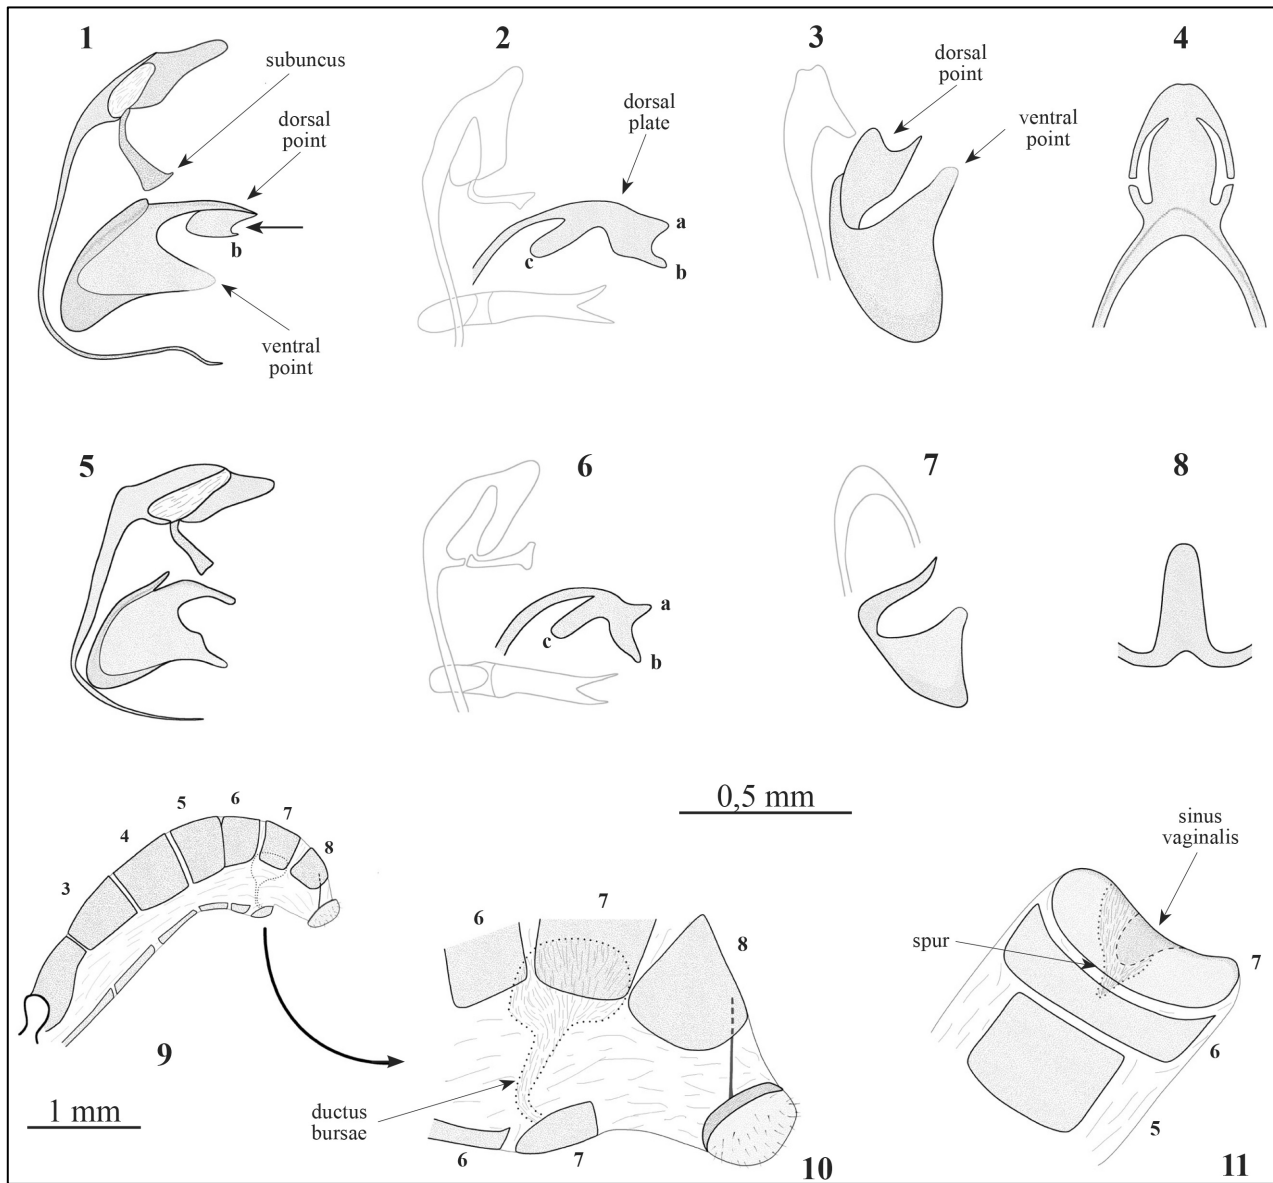 1
subuncus
dorsal
point
b
ventral
point
2
dorsal
plate
a
c
b
3
dorsal
point
ventral
point
4
5
6
a
c
b
7
8
0,5 mm
3
4
5
6
7
8
9
1 mm
6
7
8
ductus
bursae
6
7
10
sinus
vaginalis
spur
7
6
5
11